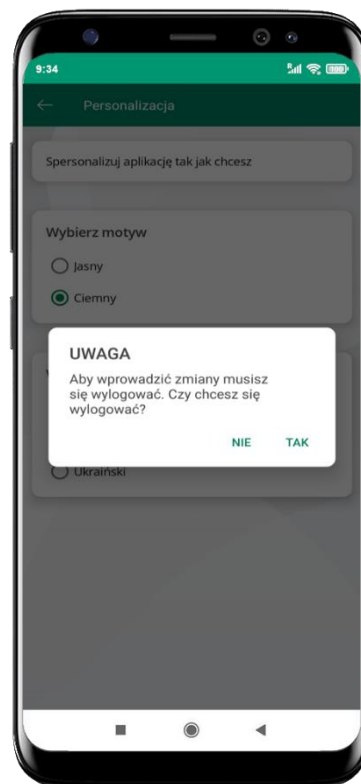 9:34
Personalizacja
Spersonalizuj aplikację tak jak chcesz
Wybierz motyw
Jasny
Ciemny
UWAGA
Aby wprowadzić zmiany musisz
się wylogować. Czy chcesz się
wylogować?
NIE TAK
Ukraiński